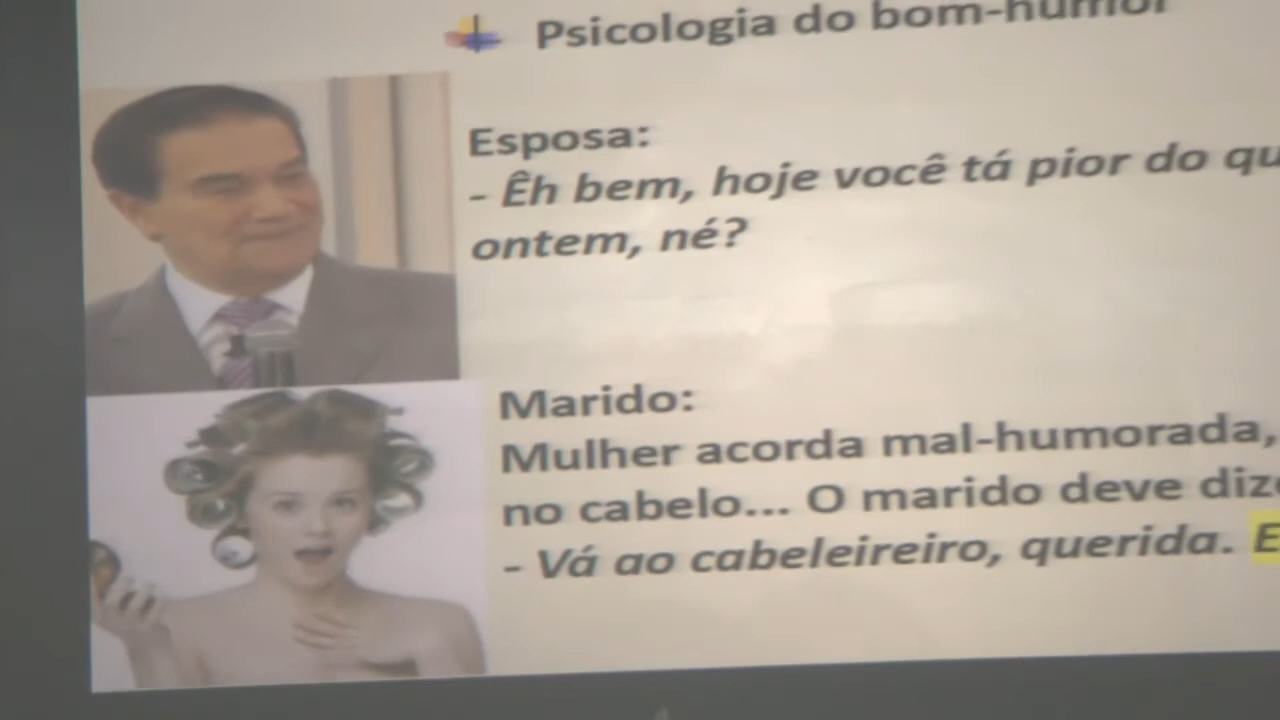 Psicologia do bom-humor
Esposa:
- Êh bem, hoje você tá pior do
ontem, né?
Marido:
Mulher acorda mal-humorada,
no cabelo... O marido deve
- Vá ao cabeleireiro, querida.